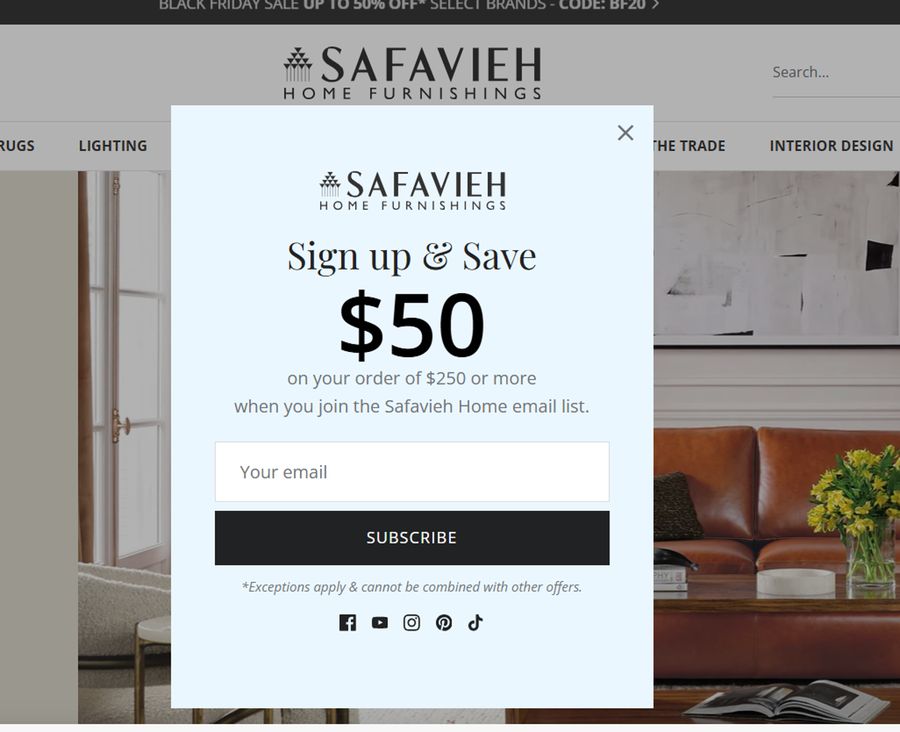 BLACK FRIDAY SALE UP TO 50% OFF* SELECT BRANDS - CODE: BF20
SAFAVIEH
HOME FURNISHINGS
Search...
RUGS LIGHTING THE TRADE INTERIOR DESIGN
SAFAVIEH
HOME FURNISHINGS
Sign up & Save
$50
on your order of $250 or more
when you join the Safavieh Home email list.
Your email
SUBSCRIBE
*Exceptions apply & cannot be combined with other offers.